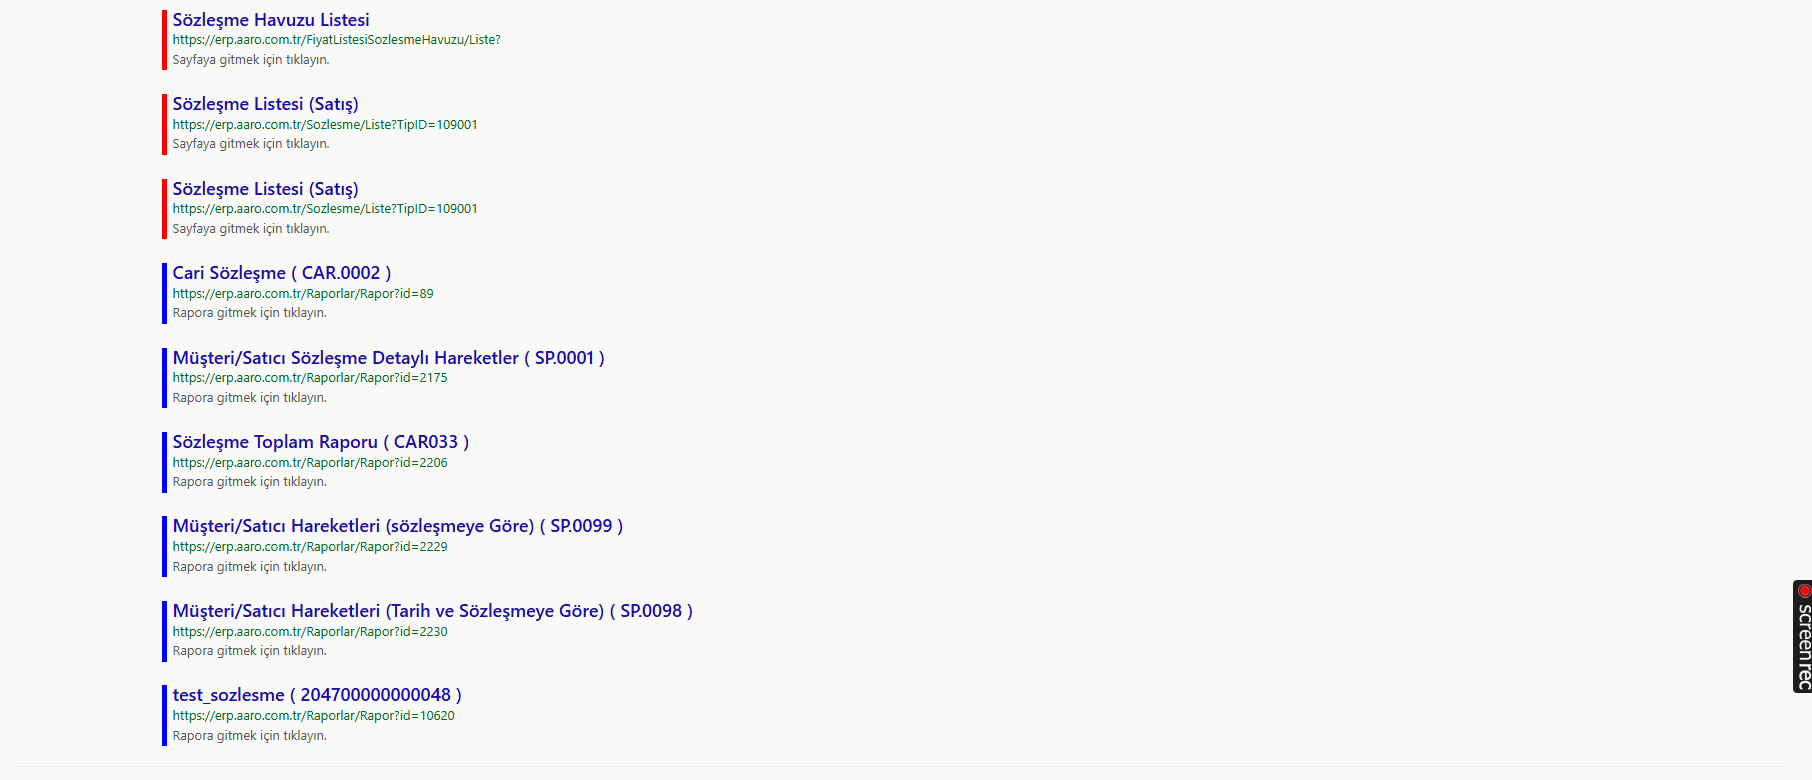 Sözleşme Havuzu Listesi
https://erp.aaro.com.tr/FiyatListesiSozlesmeHavuzu/Liste?
Sayfaya gitmek için tıklayın.
Sözleşme Listesi (Satış)
https://erp.aaro.com.tr/Sozlesme/Liste?TipID=109001
Sayfaya gitmek için tıklayın.
Sözleşme Listesi (Satış)
https://erp.aaro.com.tr/Sozlesme/Liste?TipID=109001
Sayfaya gitmek için tıklayın.
Cari Sözleşme ( CAR.0002 )
https://erp.aaro.com.tr/Raporlar/Rapor?id=89
Rapora gitmek için tıklayın.
Müşteri/Satıcı Sözleşme Detaylı Hareketler ( SP.0001 )
https://erp.aaro.com.tr/Raporlar/Rapor?id=2175
Rapora gitmek için tıklayın.
Sözleşme Toplam Raporu ( CAR033 )
https://erp.aaro.com.tr/Raporlar/Rapor?id=2206
Rapora gitmek için tıklayın.
Müşteri/Satıcı Hareketleri (sözleşmeye Göre) ( SP.0099 )
https://erp.aaro.com.tr/Raporlar/Rapor?id=2229
Rapora gitmek için tıklayın.
Müşteri/Satıcı Hareketleri (Tarih ve Sözleşmeye Göre) ( SP.0098 )
https://erp.aaro.com.tr/Raporlar/Rapor?id=2230
Rapora gitmek için tıklayın.
test_sozlesme ( 204700000000048 )
https://erp.aaro.com.tr/Raporlar/Rapor?id=10620
Rapora gitmek için tıklayın.
screenrec